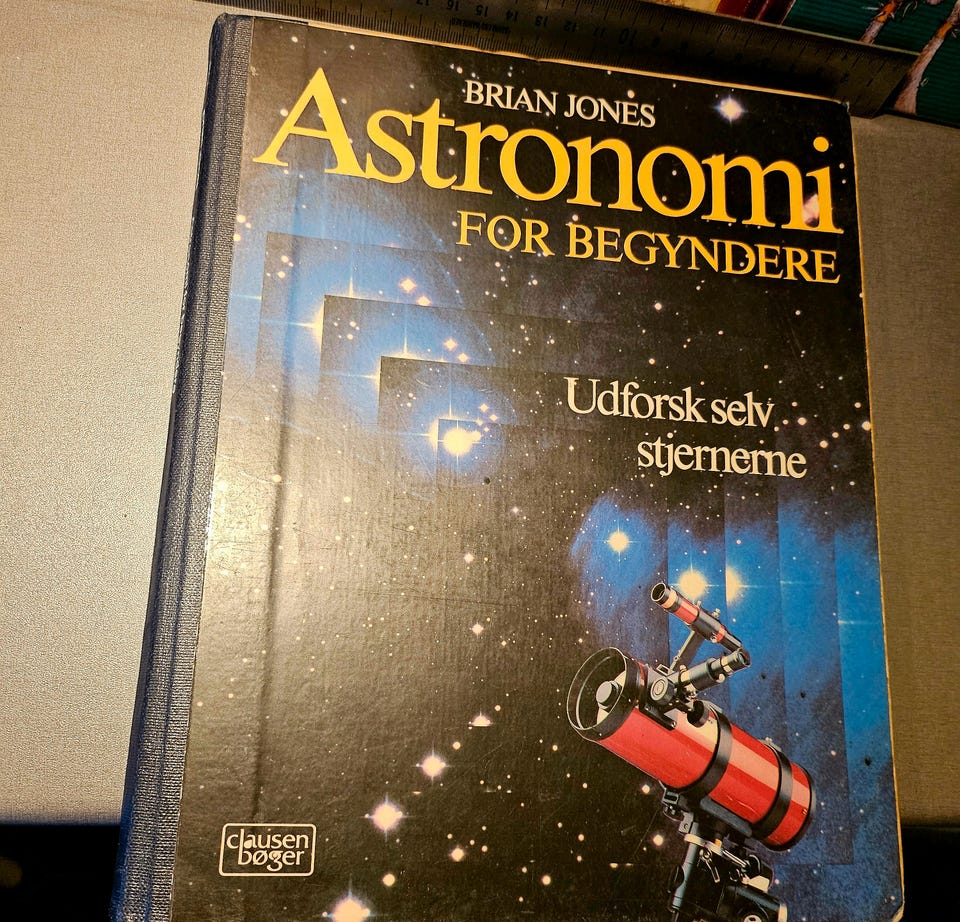 BRIAN JONES
Astronomi
FOR BEGYNDERE
Udforsk selv
stjernerne
clausen
bøger